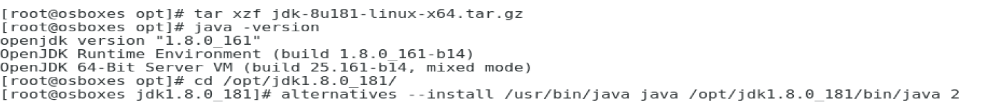 [root@osboxes opt]# tar xzf jdk-8u181-linux-x64.tar.gz
[root@osboxes opt]# java -version
openjdk version "1.8.0_161"
OpenJDK Runtime Environment (build 1.8.0_161-b14)
OpenJDK 64-Bit Server VM (build 25.161-b14, mixed mode)
[root@osboxes opt]# cd /opt/jdk1.8.0_181/
[root@osboxes jdk1.8.0_181]# alternatives --install /usr/bin/java java /opt/jdk1.8.0_181/bin/java 2